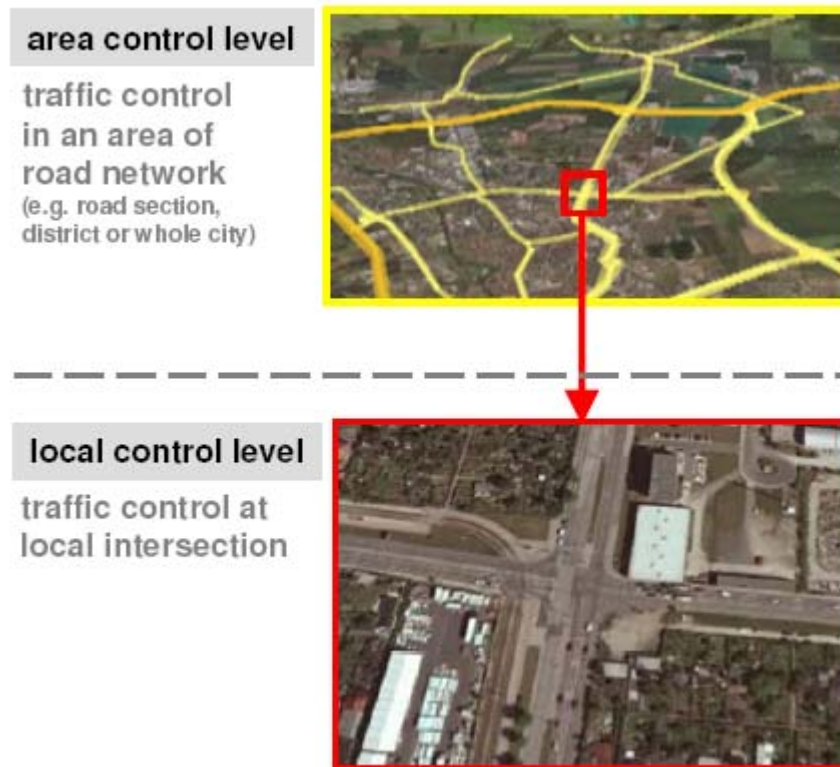 area control level
traffic control
in an area of
road network
(e.g. road section,
district or whole city)
local control level
traffic control at
local intersection